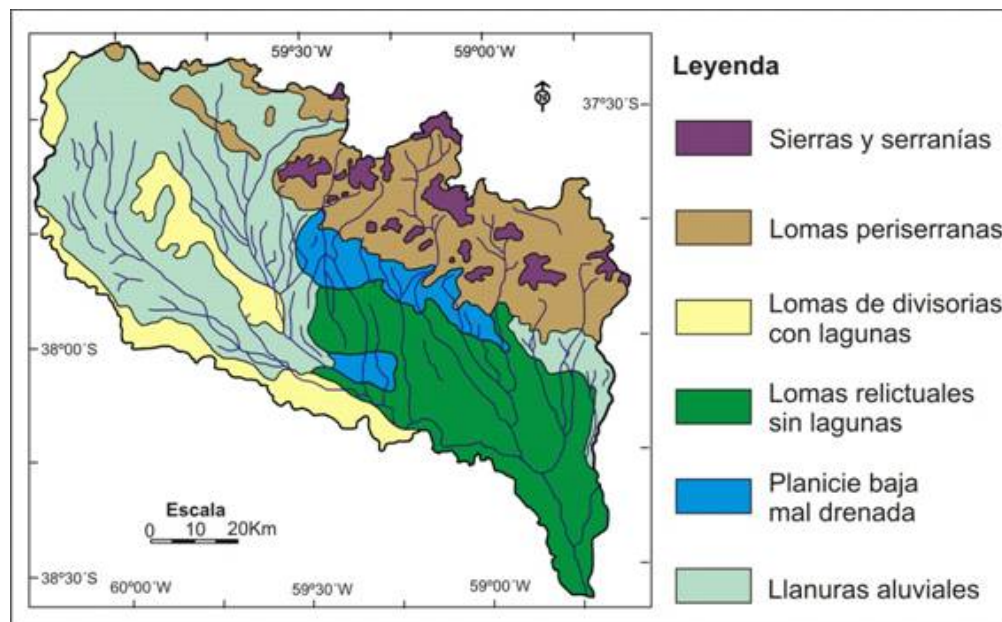 59°30´W
59°00´W
37°30´S
38°00´S
38°30´S
60°00´W
59°30´W
59°00´W
N
Escala
0 10 20Km
Leyenda
Sierras y serranías
Lomas periserranas
Lomas de divisorias
con lagunas
Lomas relictuales
sin lagunas
Planicie baja
mal drenada
Llanuras aluviales